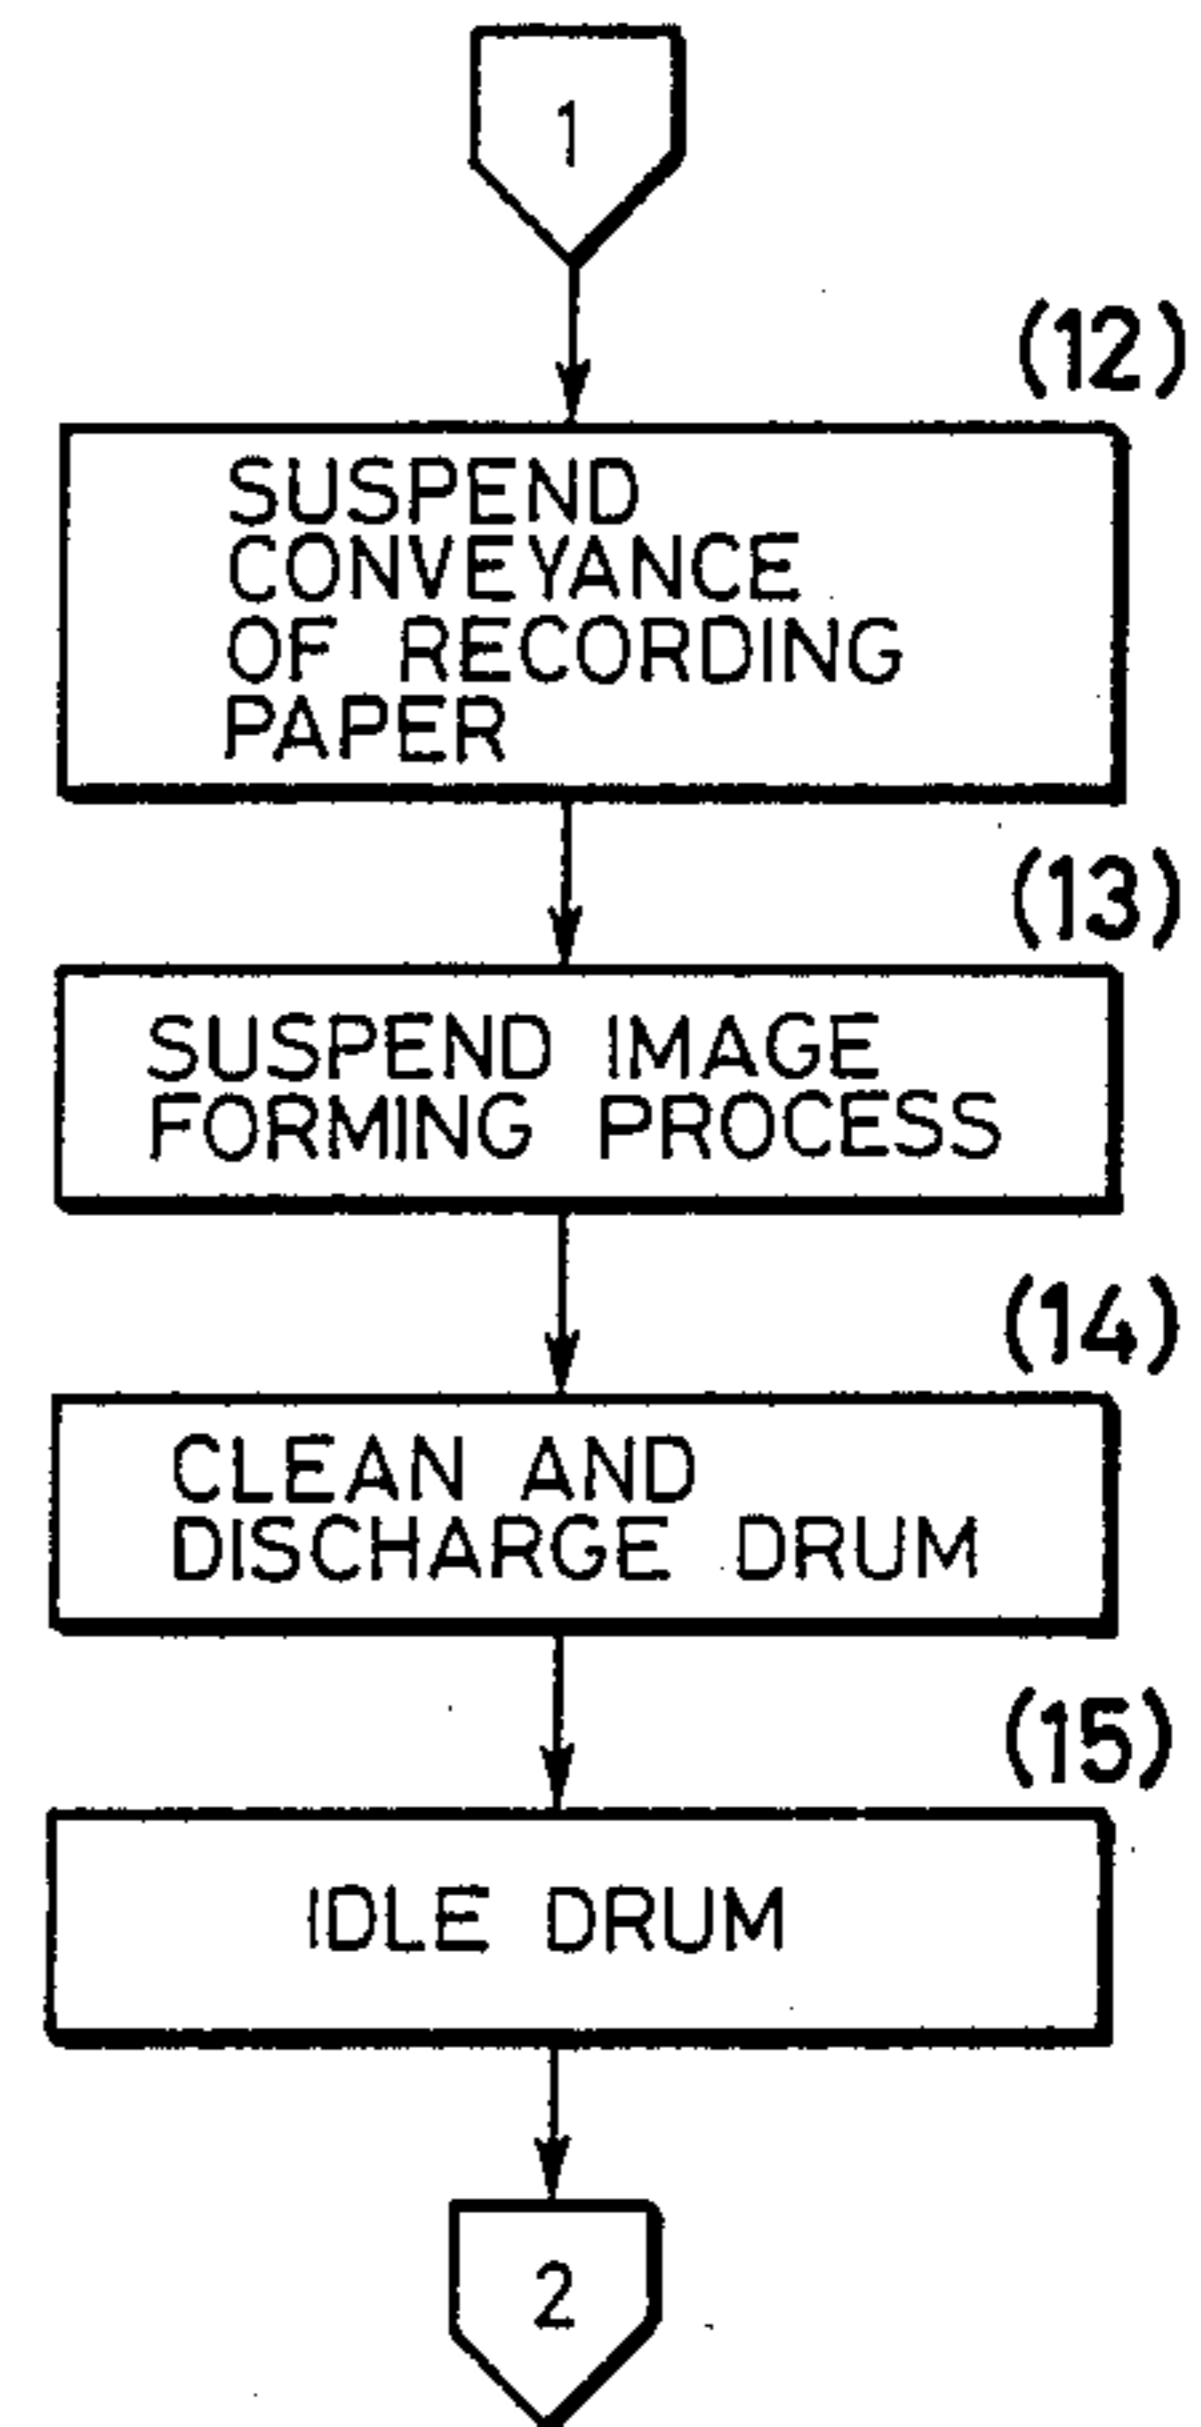 1
(12)
SUSPEND
CONVEYANCE
OF RECORDING
PAPER
(13)
SUSPEND IMAGE
FORMING PROCESS
(14)
CLEAN AND
DISCHARGE DRUM
(15)
IDLE DRUM
2